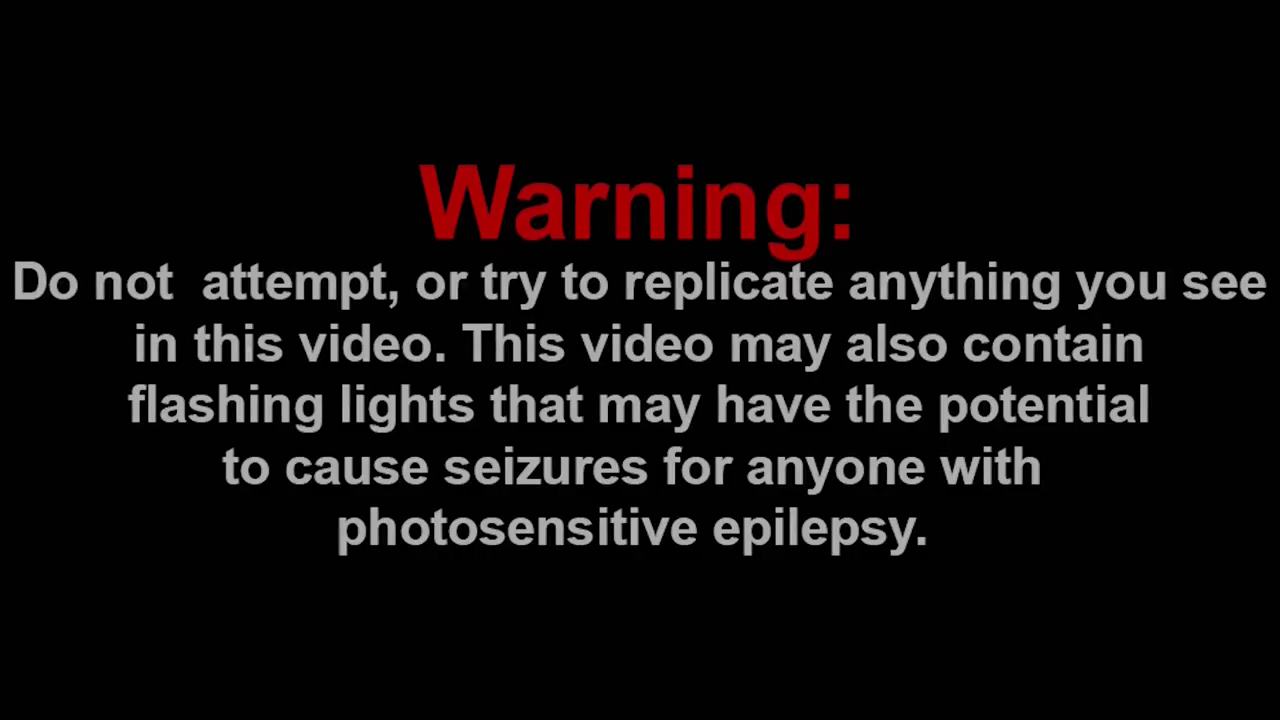 Warning:
Do not  attempt, or try to replicate anything you see
in this video. This video may also contain
flashing lights that may have the potential
to cause seizures for anyone with
photosensitive epilepsy.